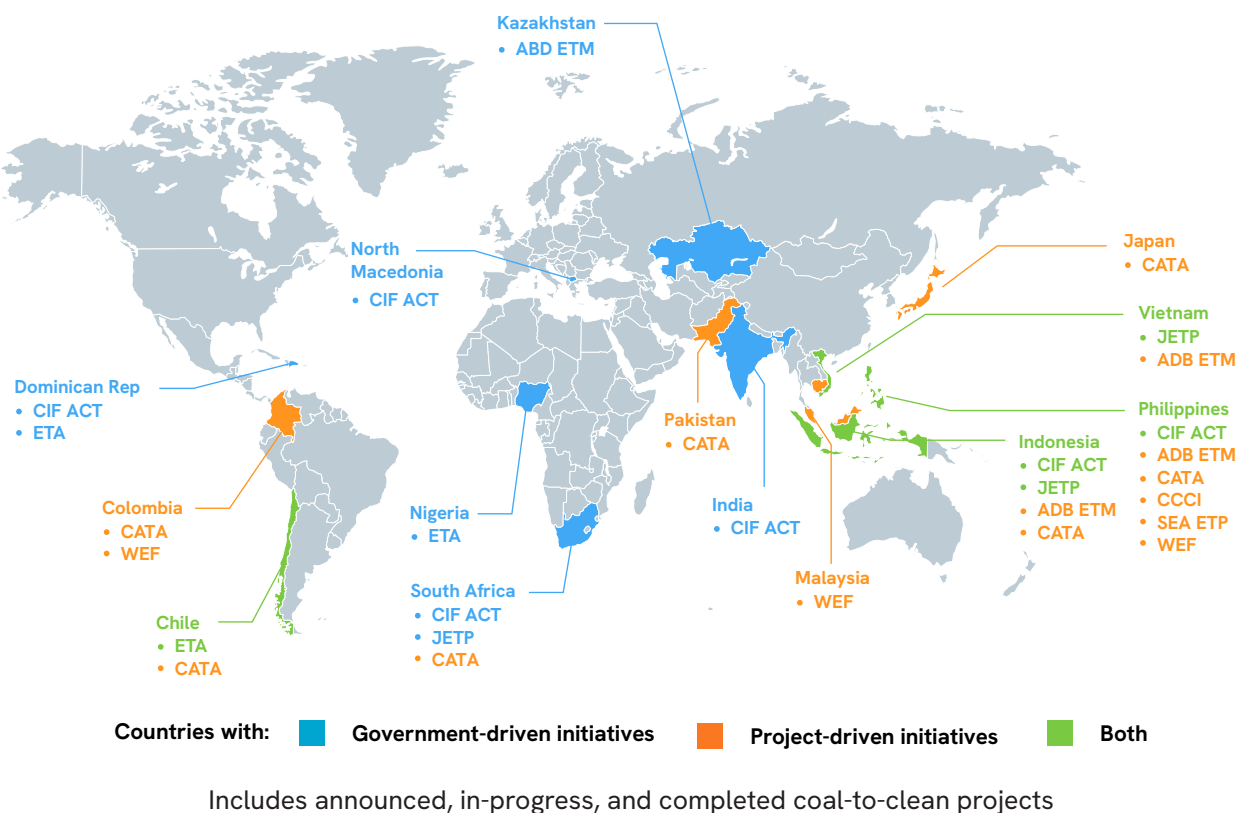 Kazakhstan
• ABD ETM
North
Macedonia
• CIF ACT
Japan
• CATA
Vietnam
• JETP
• ADB ETM
Dominican Rep
• CIF ACT
• ETA
Philippines
• CIF ACT
• ADB ETM
• CATA
• CCCI
• SEA ETP
• WEF
Pakistan
• CATA
Indonesia
• CIF ACT
• JETP
• ADB ETM
• CATA
Colombia
• CATA
• WEF
Nigeria
• ETA
India
• CIF ACT
Malaysia
• WEF
South Africa
• CIF ACT
• JETP
• CATA
Chile
• ETA
• CATA
Countries with: Government-driven initiatives Project-driven initiatives Both
Includes announced, in-progress, and completed coal-to-clean projects